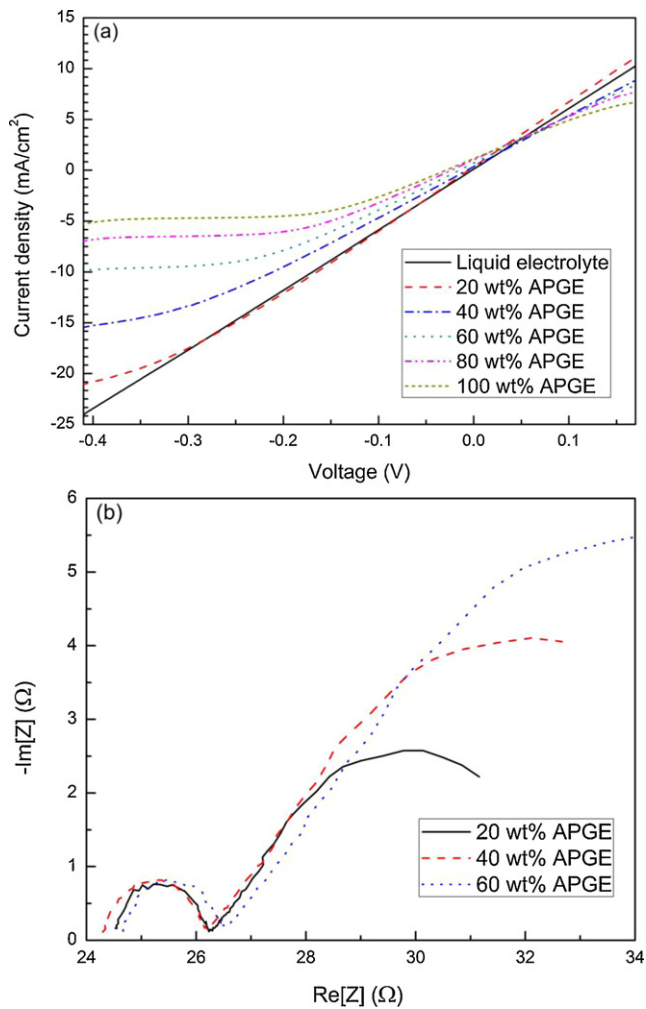 (a)
15
10
5
0
-5
-10
-15
-20
-25
Current density (mA/cm²)
Liquid electrolyte
20 wt% APGE
40 wt% APGE
60 wt% APGE
80 wt% APGE
100 wt% APGE
-0.4 -0.3 -0.2 -0.1 0.0 0.1
Voltage (V)
(b)
6
5
4
3
2
1
0
-Im[Z] (Ω)
20 wt% APGE
40 wt% APGE
60 wt% APGE
24 26 28 30 32 34
Re[Z] (Ω)